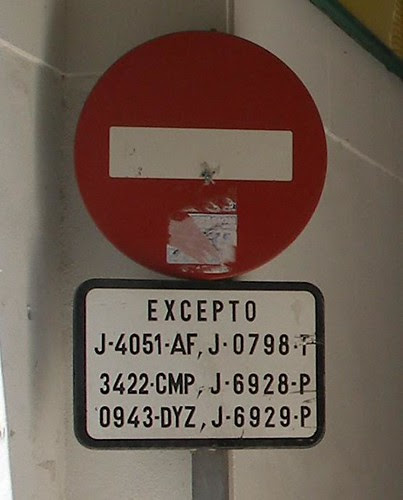 EXCEPTO
J-4051-AF, J-0798-T
3422-CMP, J-6928-P
0943-DYZ, J-6929-P